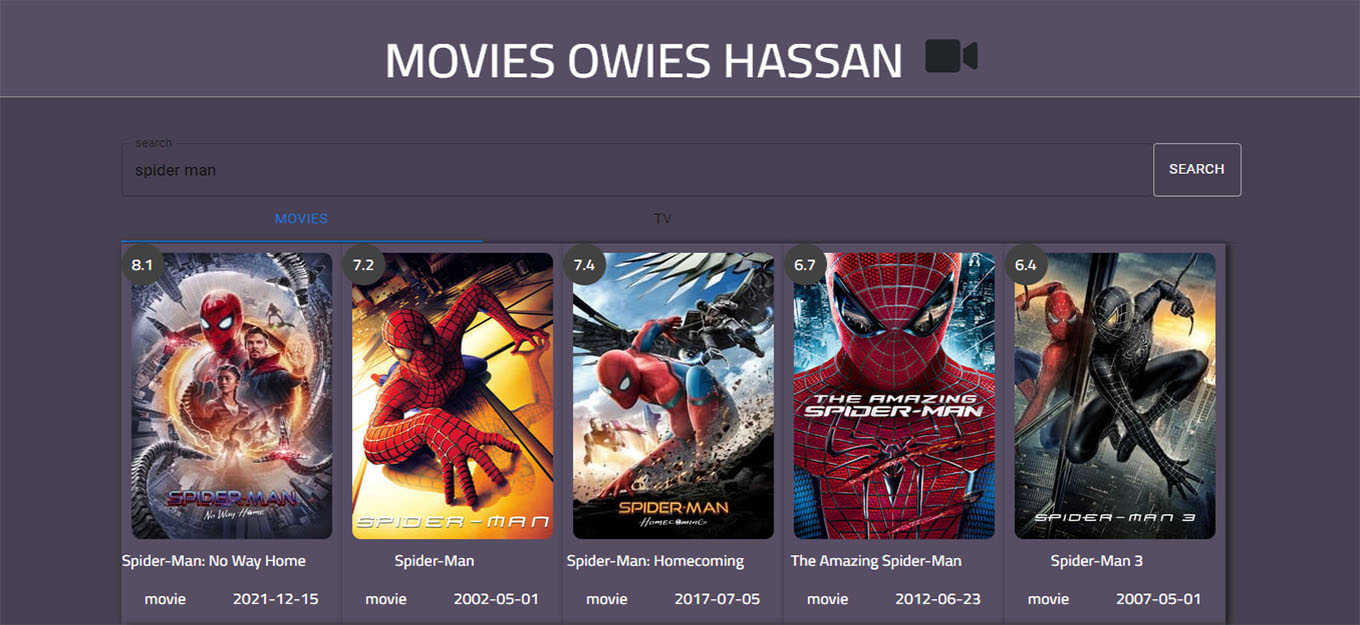 MOVIES OWIES HASSAN
search
spider man
SEARCH
MOVIES
TV
8.1
7.2
7.4
6.7
6.4
SPIDER-MAN
No Way Home
SPIDER-MAN
SPIDER-MAN
HOMECOMING
THE AMAZING
SPIDER-MAN
SPIDER-MAN 3
Spider-Man: No Way Home
Spider-Man
Spider-Man: Homecoming
The Amazing Spider-Man
Spider-Man 3
movie 2021-12-15
movie 2002-05-01
movie 2017-07-05
movie 2012-06-23
movie 2007-05-01